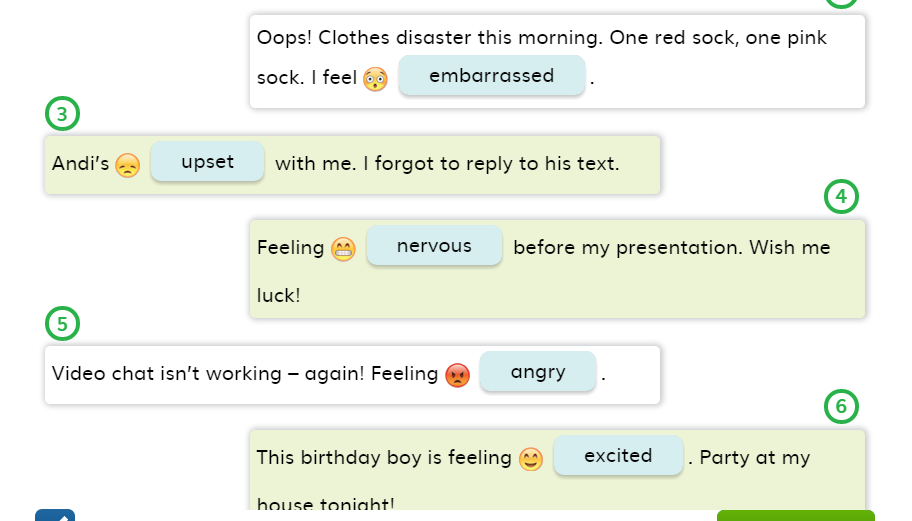 Oops! Clothes disaster this morning. One red sock, one pink
sock. I feel 😳 embarrassed .
3
Andi's 😞 upset with me. I forgot to reply to his text.
4
Feeling 😁 nervous before my presentation. Wish me
luck!
5
Video chat isn't working – again! Feeling 😡 angry .
6
This birthday boy is feeling 😊 excited . Party at my
house tonight!